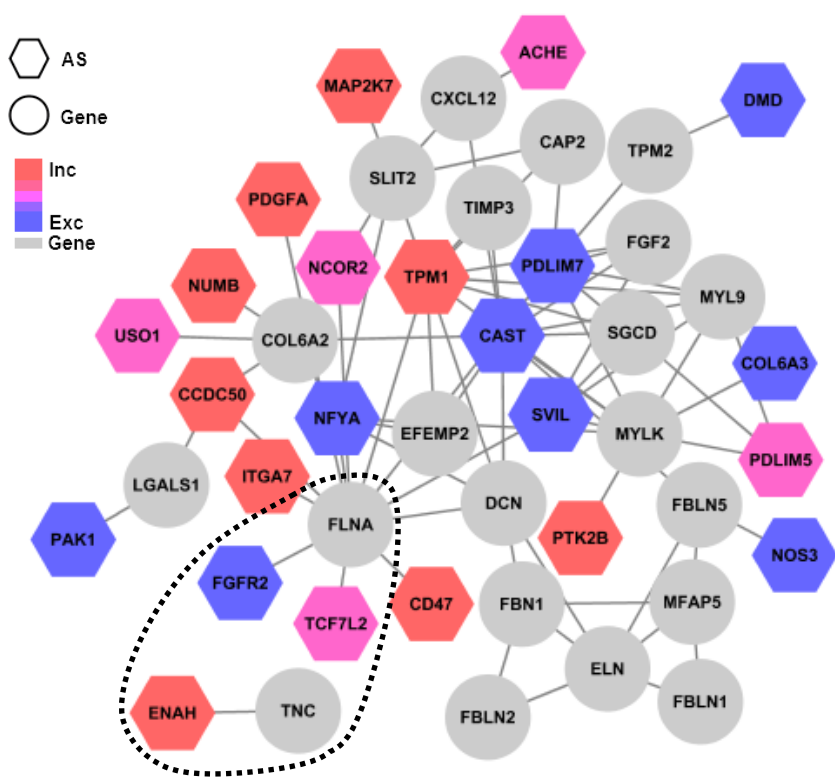 AS
Gene
Inc
Exc
Gene
ACHE
MAP2K7
CXCL12
DMD
CAP2
TPM2
SLIT2
PDGFA
TIMP3
FGF2
NCOR2
TPM1
PDLIM7
NUMB
MYL9
USO1
COL6A2
CAST
SGCD
COL6A3
CCDC50
NFYA
EFEMP2
SVIL
MYLK
PDLIM5
ITGA7
LGALS1
DCN
FBLN5
FLNA
PAK1
PTK2B
NOS3
FGFR2
CD47
FBN1
MFAP5
TCF7L2
ELN
ENAH
TNC
FBLN2
FBLN1